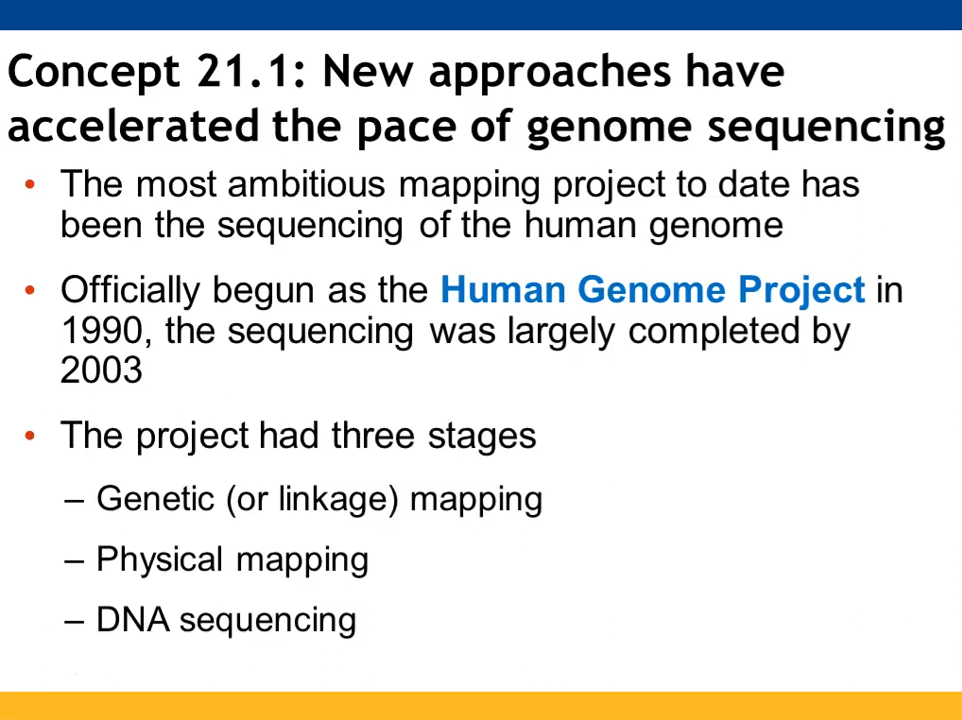 Concept 21.1: New approaches have
accelerated the pace of genome sequencing
• The most ambitious mapping project to date has
been the sequencing of the human genome
• Officially begun as the Human Genome Project in
1990, the sequencing was largely completed by
2003
• The project had three stages
– Genetic (or linkage) mapping
– Physical mapping
– DNA sequencing